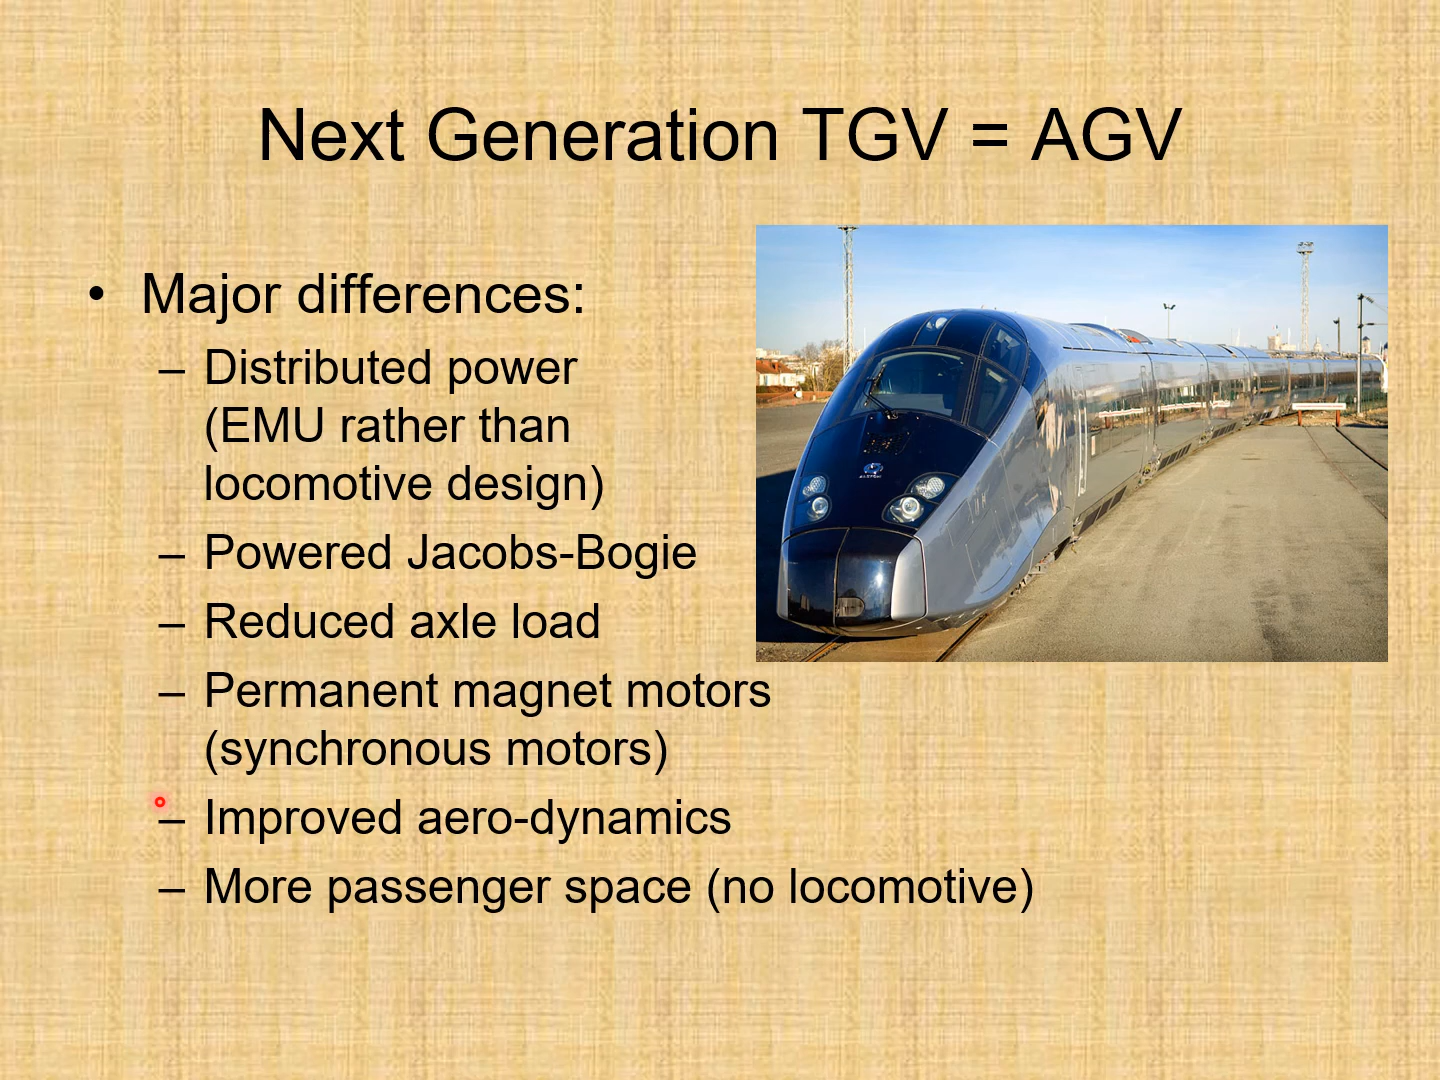 Next Generation TGV = AGV
• Major differences:
– Distributed power
(EMU rather than
locomotive design)
– Powered Jacobs-Bogie
– Reduced axle load
– Permanent magnet motors
(synchronous motors)
– Improved aero-dynamics
– More passenger space (no locomotive)